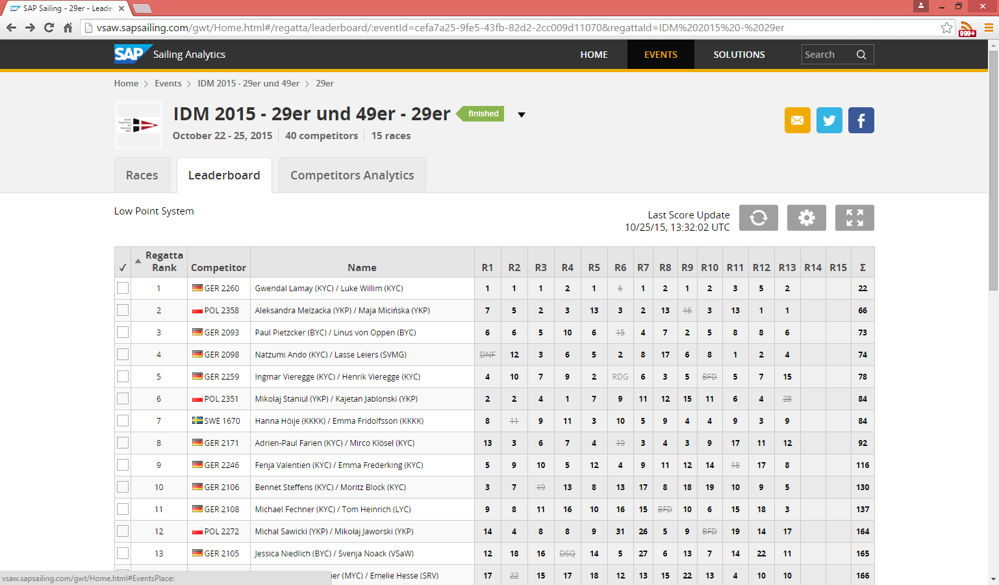 SAP Sailing - 29er - Leade
vsaw.sapsailing.com/gwt/Home.html#/regatta/leaderboard/:eventId=cefa7a25-9fe5-43fb-82d2-2cc009d11070&regattaId=IDM%202015%20-%2029er
999+
SAP Sailing Analytics HOME EVENTS SOLUTIONS Search
Home > Events > IDM 2015 - 29er und 49er > 29er
IDM 2015 - 29er und 49er - 29er finished
October 22 - 25, 2015 | 40 competitors | 15 races
Races Leaderboard Competitors Analytics
Low Point System
Last Score Update
10/25/15, 13:32:02 UTC
✓ Regatta Rank Competitor Name R1 R2 R3 R4 R5 R6 R7 R8 R9 R10 R11 R12 R13 R14 R15 Σ
1 GER 2260 Gwendal Lamay (KYC) / Luke Willim (KYC) 1 1 1 2 1 6 1 2 1 2 3 5 2 22
2 POL 2358 Aleksandra Melzacka (YKP) / Maja Micińska (YKP) 7 5 2 3 13 3 2 13 16 3 13 1 1 66
3 GER 2093 Paul Pietzcker (BYC) / Linus von Oppen (BYC) 6 6 5 10 6 15 4 7 2 5 8 8 6 73
4 GER 2098 Natzumi Ando (KYC) / Lasse Leiers (SVMG) DNF 12 3 6 5 2 8 17 6 8 1 2 4 74
5 GER 2259 Ingmar Vieregge (KYC) / Henrik Vieregge (KYC) 4 10 7 9 2 RDG 6 3 5 BFD 5 7 15 78
6 POL 2351 Mikolaj Staniul (YKP) / Kajetan Jablonski (YKP) 2 2 4 1 7 9 11 12 15 11 6 4 28 84
7 SWE 1670 Hanna Höije (KKKK) / Emma Fridolfsson (KKKK) 8 11 9 11 3 10 5 9 4 4 9 3 9 84
8 GER 2171 Adrien-Paul Farien (KYC) / Mirco Klösel (KYC) 13 3 6 7 4 19 3 4 3 9 17 11 12 92
9 GER 2246 Fenja Valentien (KYC) / Emma Frederking (KYC) 5 9 10 5 12 4 9 11 12 14 18 17 8 116
10 GER 2106 Bennet Steffens (KYC) / Moritz Block (KYC) 3 7 19 13 8 13 17 8 18 19 10 9 5 130
11 GER 2108 Michael Fechner (KYC) / Tom Heinrich (LYC) 9 8 11 16 10 16 15 BFD 10 6 15 18 3 137
12 POL 2272 Michal Sawicki (YKP) / Mikołaj Jaworski (YKP) 14 4 8 8 9 31 26 5 9 BFD 19 14 17 164
13 GER 2105 Jessica Niedlich (BYC) / Svenja Noack (VSaW) 12 18 16 DSQ 14 5 27 6 13 7 14 22 11 165
er (MYC) / Emelie Hesse (SRV) 17 22 15 17 18 12 13 15 22 13 4 10 10 166
vsaw.sapsailing.com/gwt/Home.html#EventsPlace: